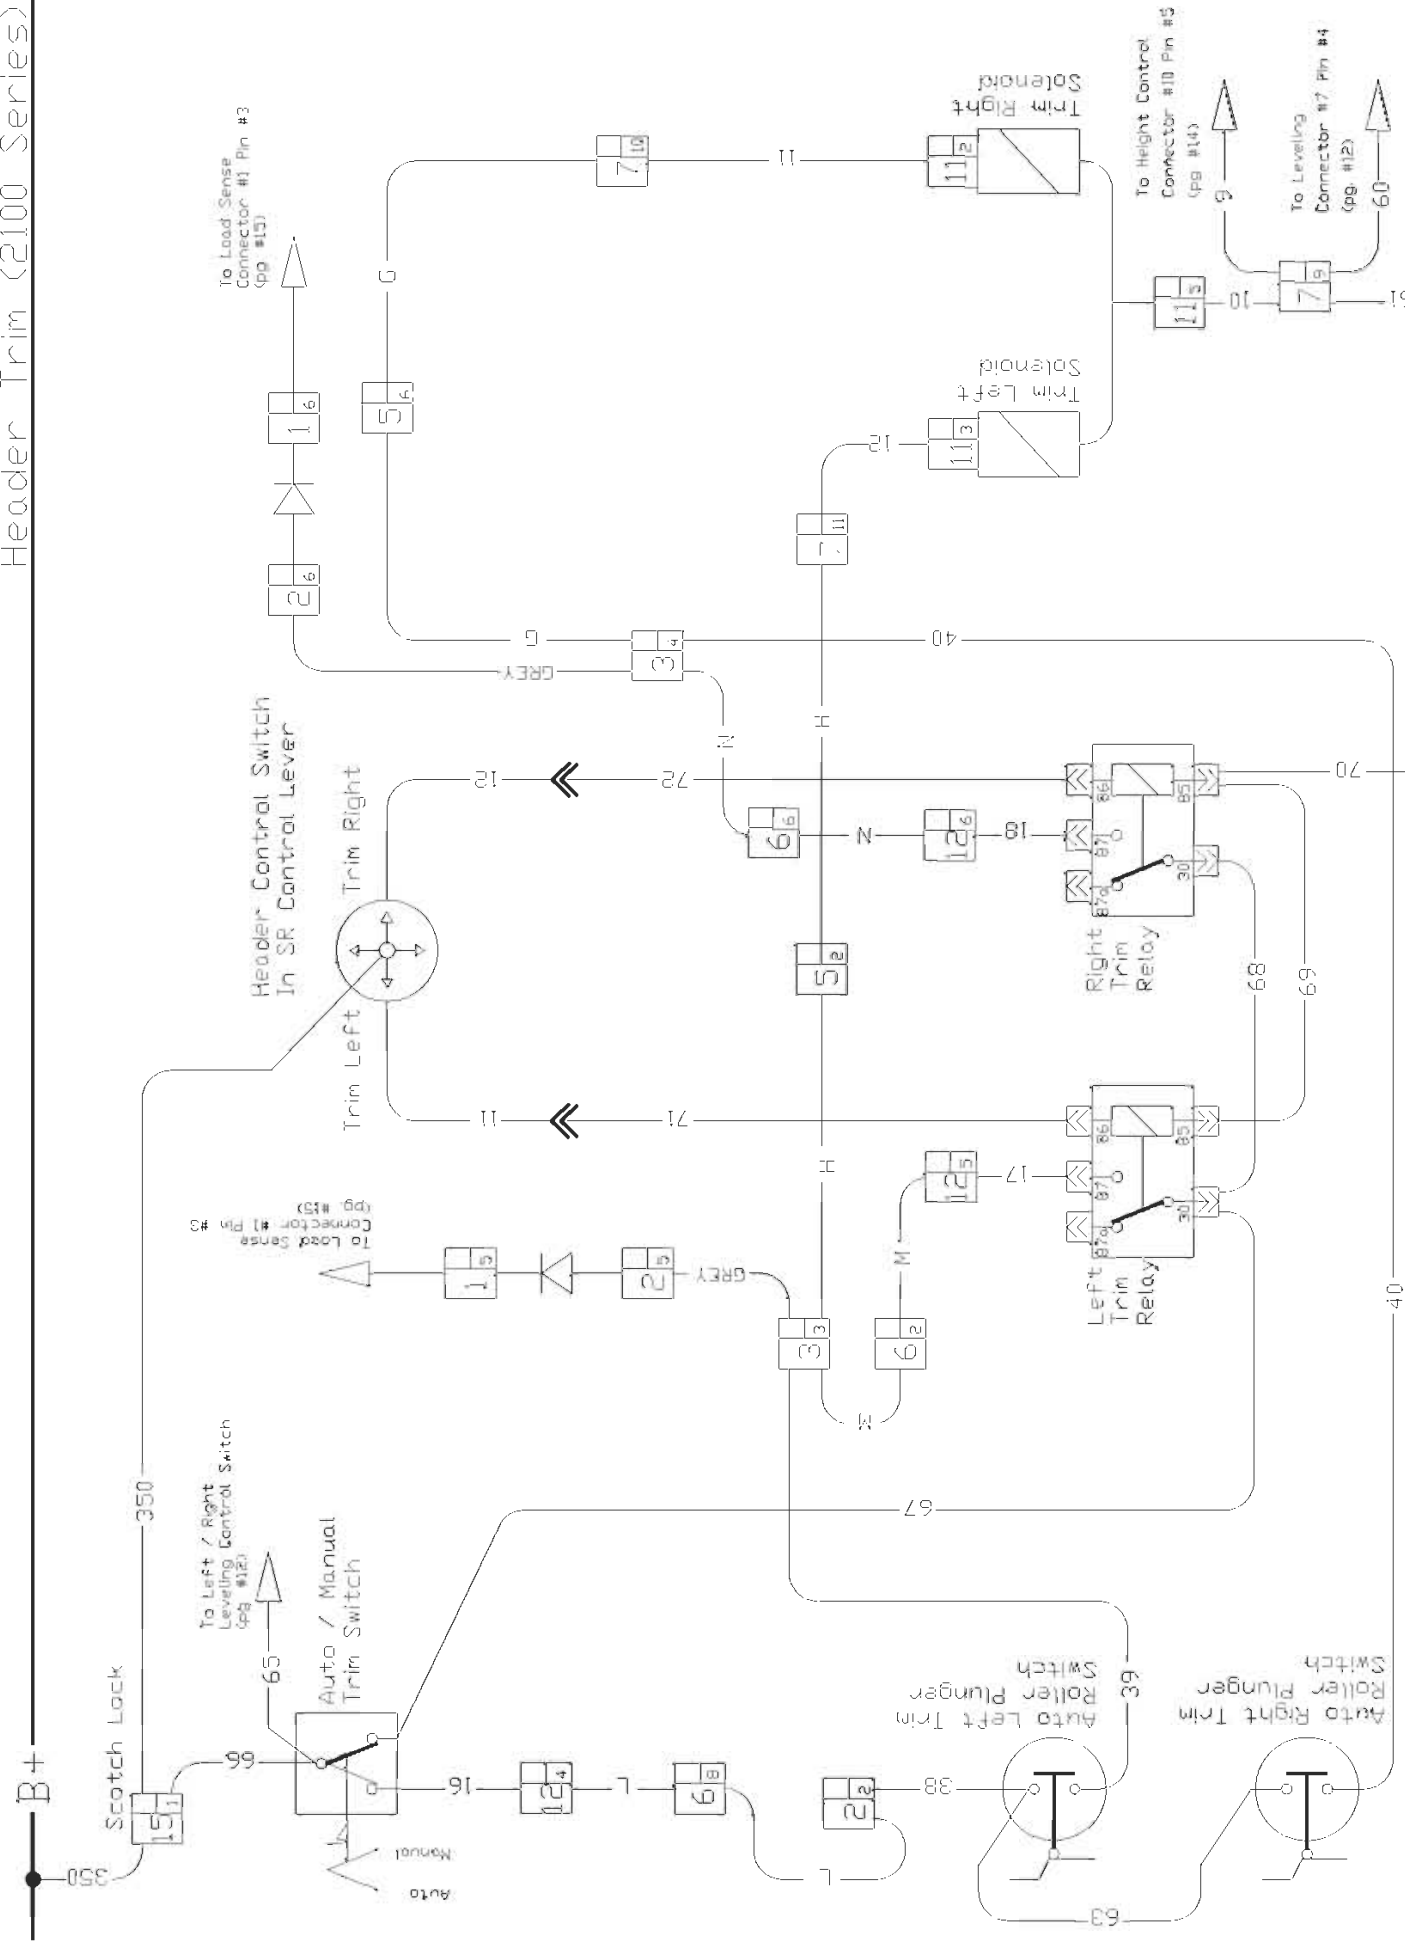 Header Trim (2100 Series)
B+
350
Scotch Lock
15 1
350
66
65
To Left / Right
Leveling Control Switch
(pg #12)
Auto / Manual
Trim Switch
Manual
Auto
16
12 4
L
6 8
L
2 2
38
Auto Left Trim
Roller Plunger
Switch
39
63
Auto Right Trim
Roller Plunger
Switch
40
67
To Load Sense
Connector #1 Pin #3
(pg. #15)
1 5
2 5
GREY
3 3
M
6 2
M
12 5
17
H
Header Control Switch
In SR Control Lever
Trim Left
Trim Right
11
71
12
72
Left
Trim
Relay
86
87
87a
85
30
Right
Trim
Relay
86
87
87a
85
30
68
69
70
5 2
H
N
6 6
N
12 6
18
To Load Sense
Connector #1 Pin #3
(pg #15)
1 6
2 6
GREY
3 4
G
40
5 6
G
7 10
11
11 2
Trim Right
Solenoid
11
12
11 3
Trim Left
Solenoid
11 5
10
7 9
9
To Height Control
Connector #10 Pin #5
(pg #14)
60
To Leveling
Connector #7 Pin #4
(pg. #12)